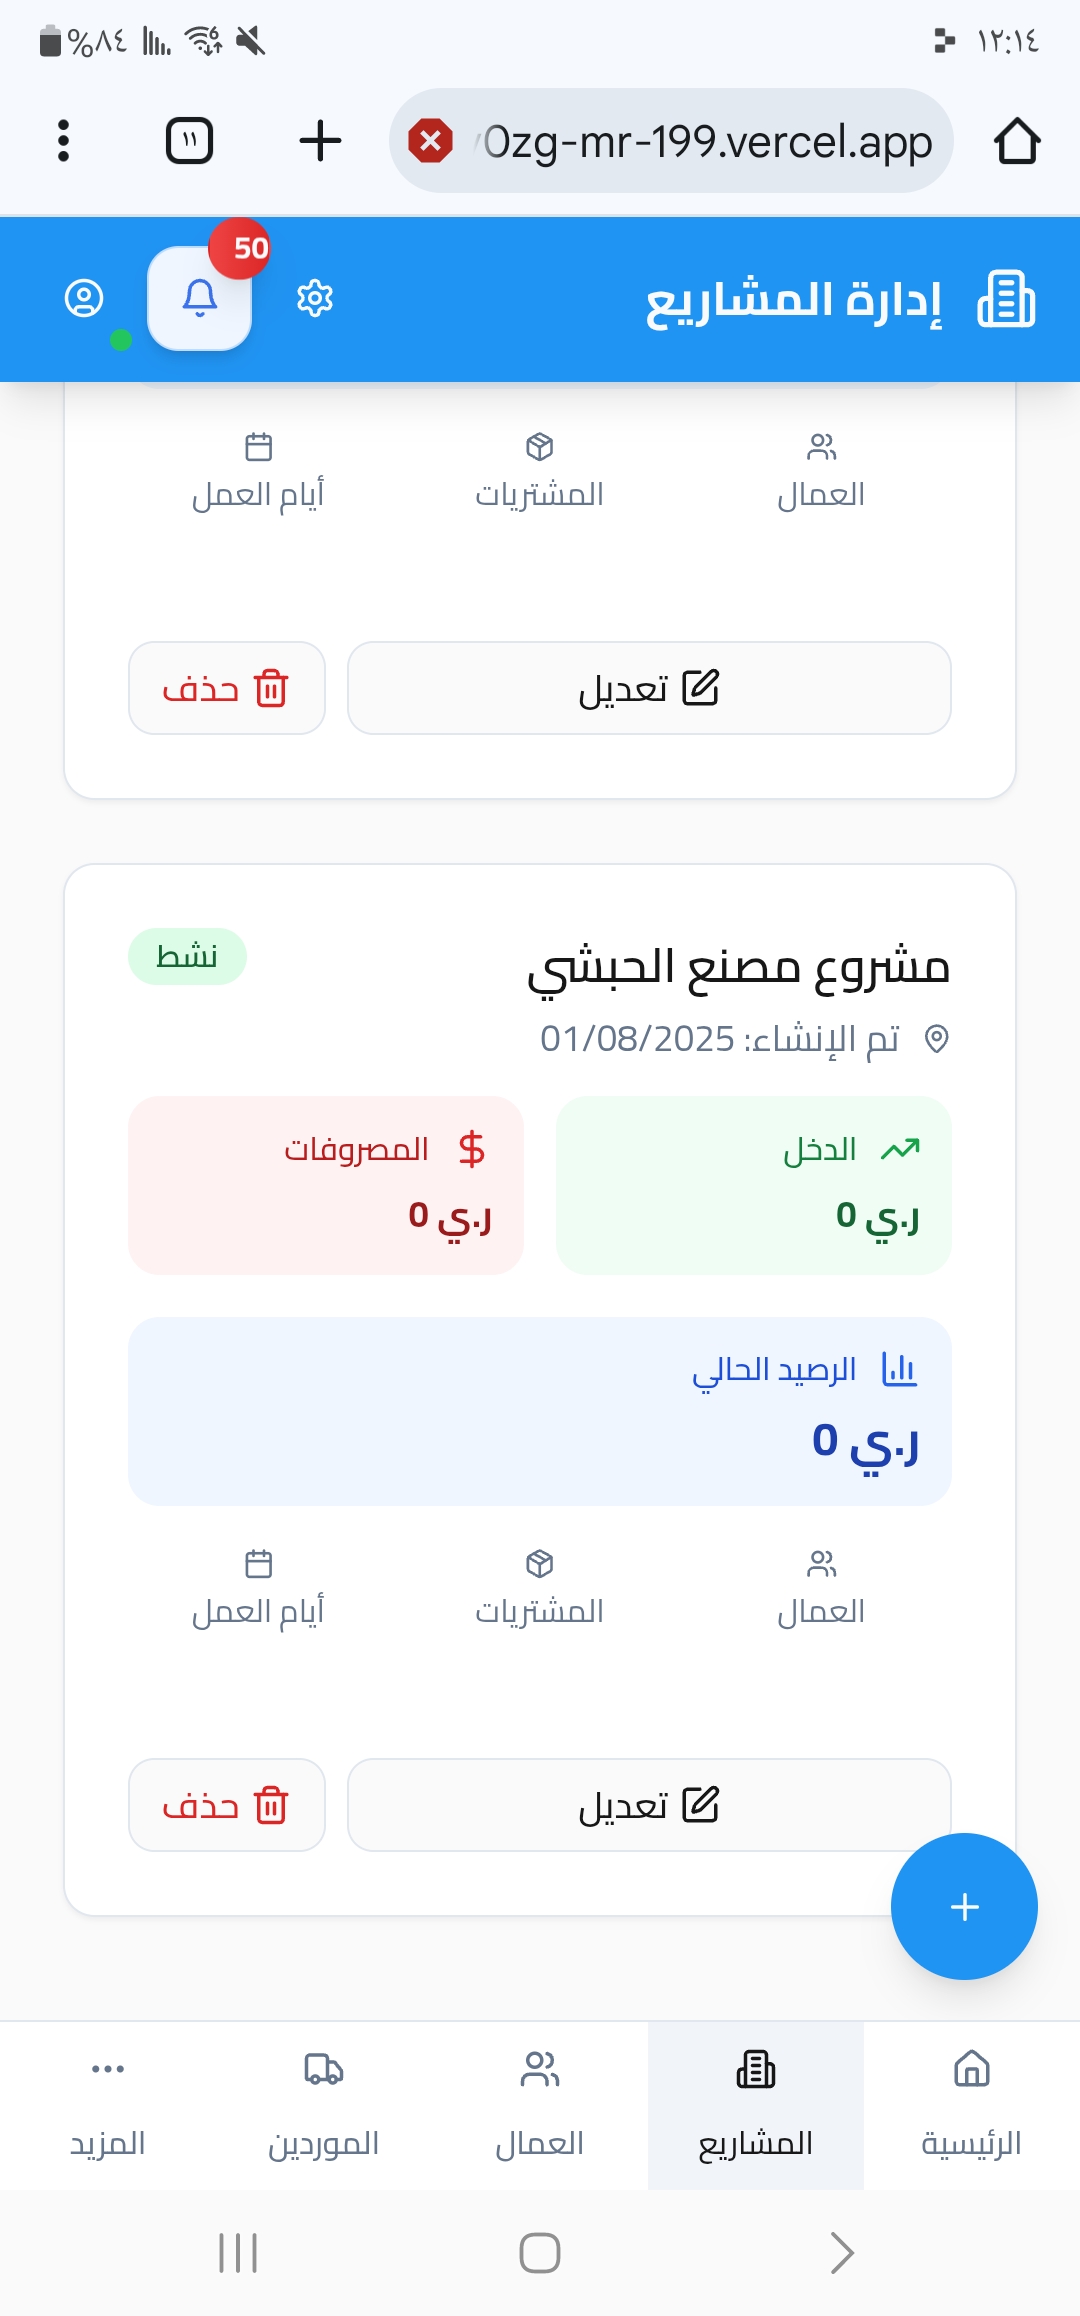 ١٢:١٤
%٨٤
١١
0zg-mr-199.vercel.app
إدارة المشاريع
50
العمال
المشتريات
أيام العمل
تعديل
حذف
مشروع مصنع الحبشي
نشط
تم الإنشاء: 01/08/2025
الدخل
ر.ي 0
المصروفات
ر.ي 0
الرصيد الحالي
ر.ي 0
العمال
المشتريات
أيام العمل
تعديل
حذف
الرئيسية
المشاريع
العمال
الموردين
المزيد